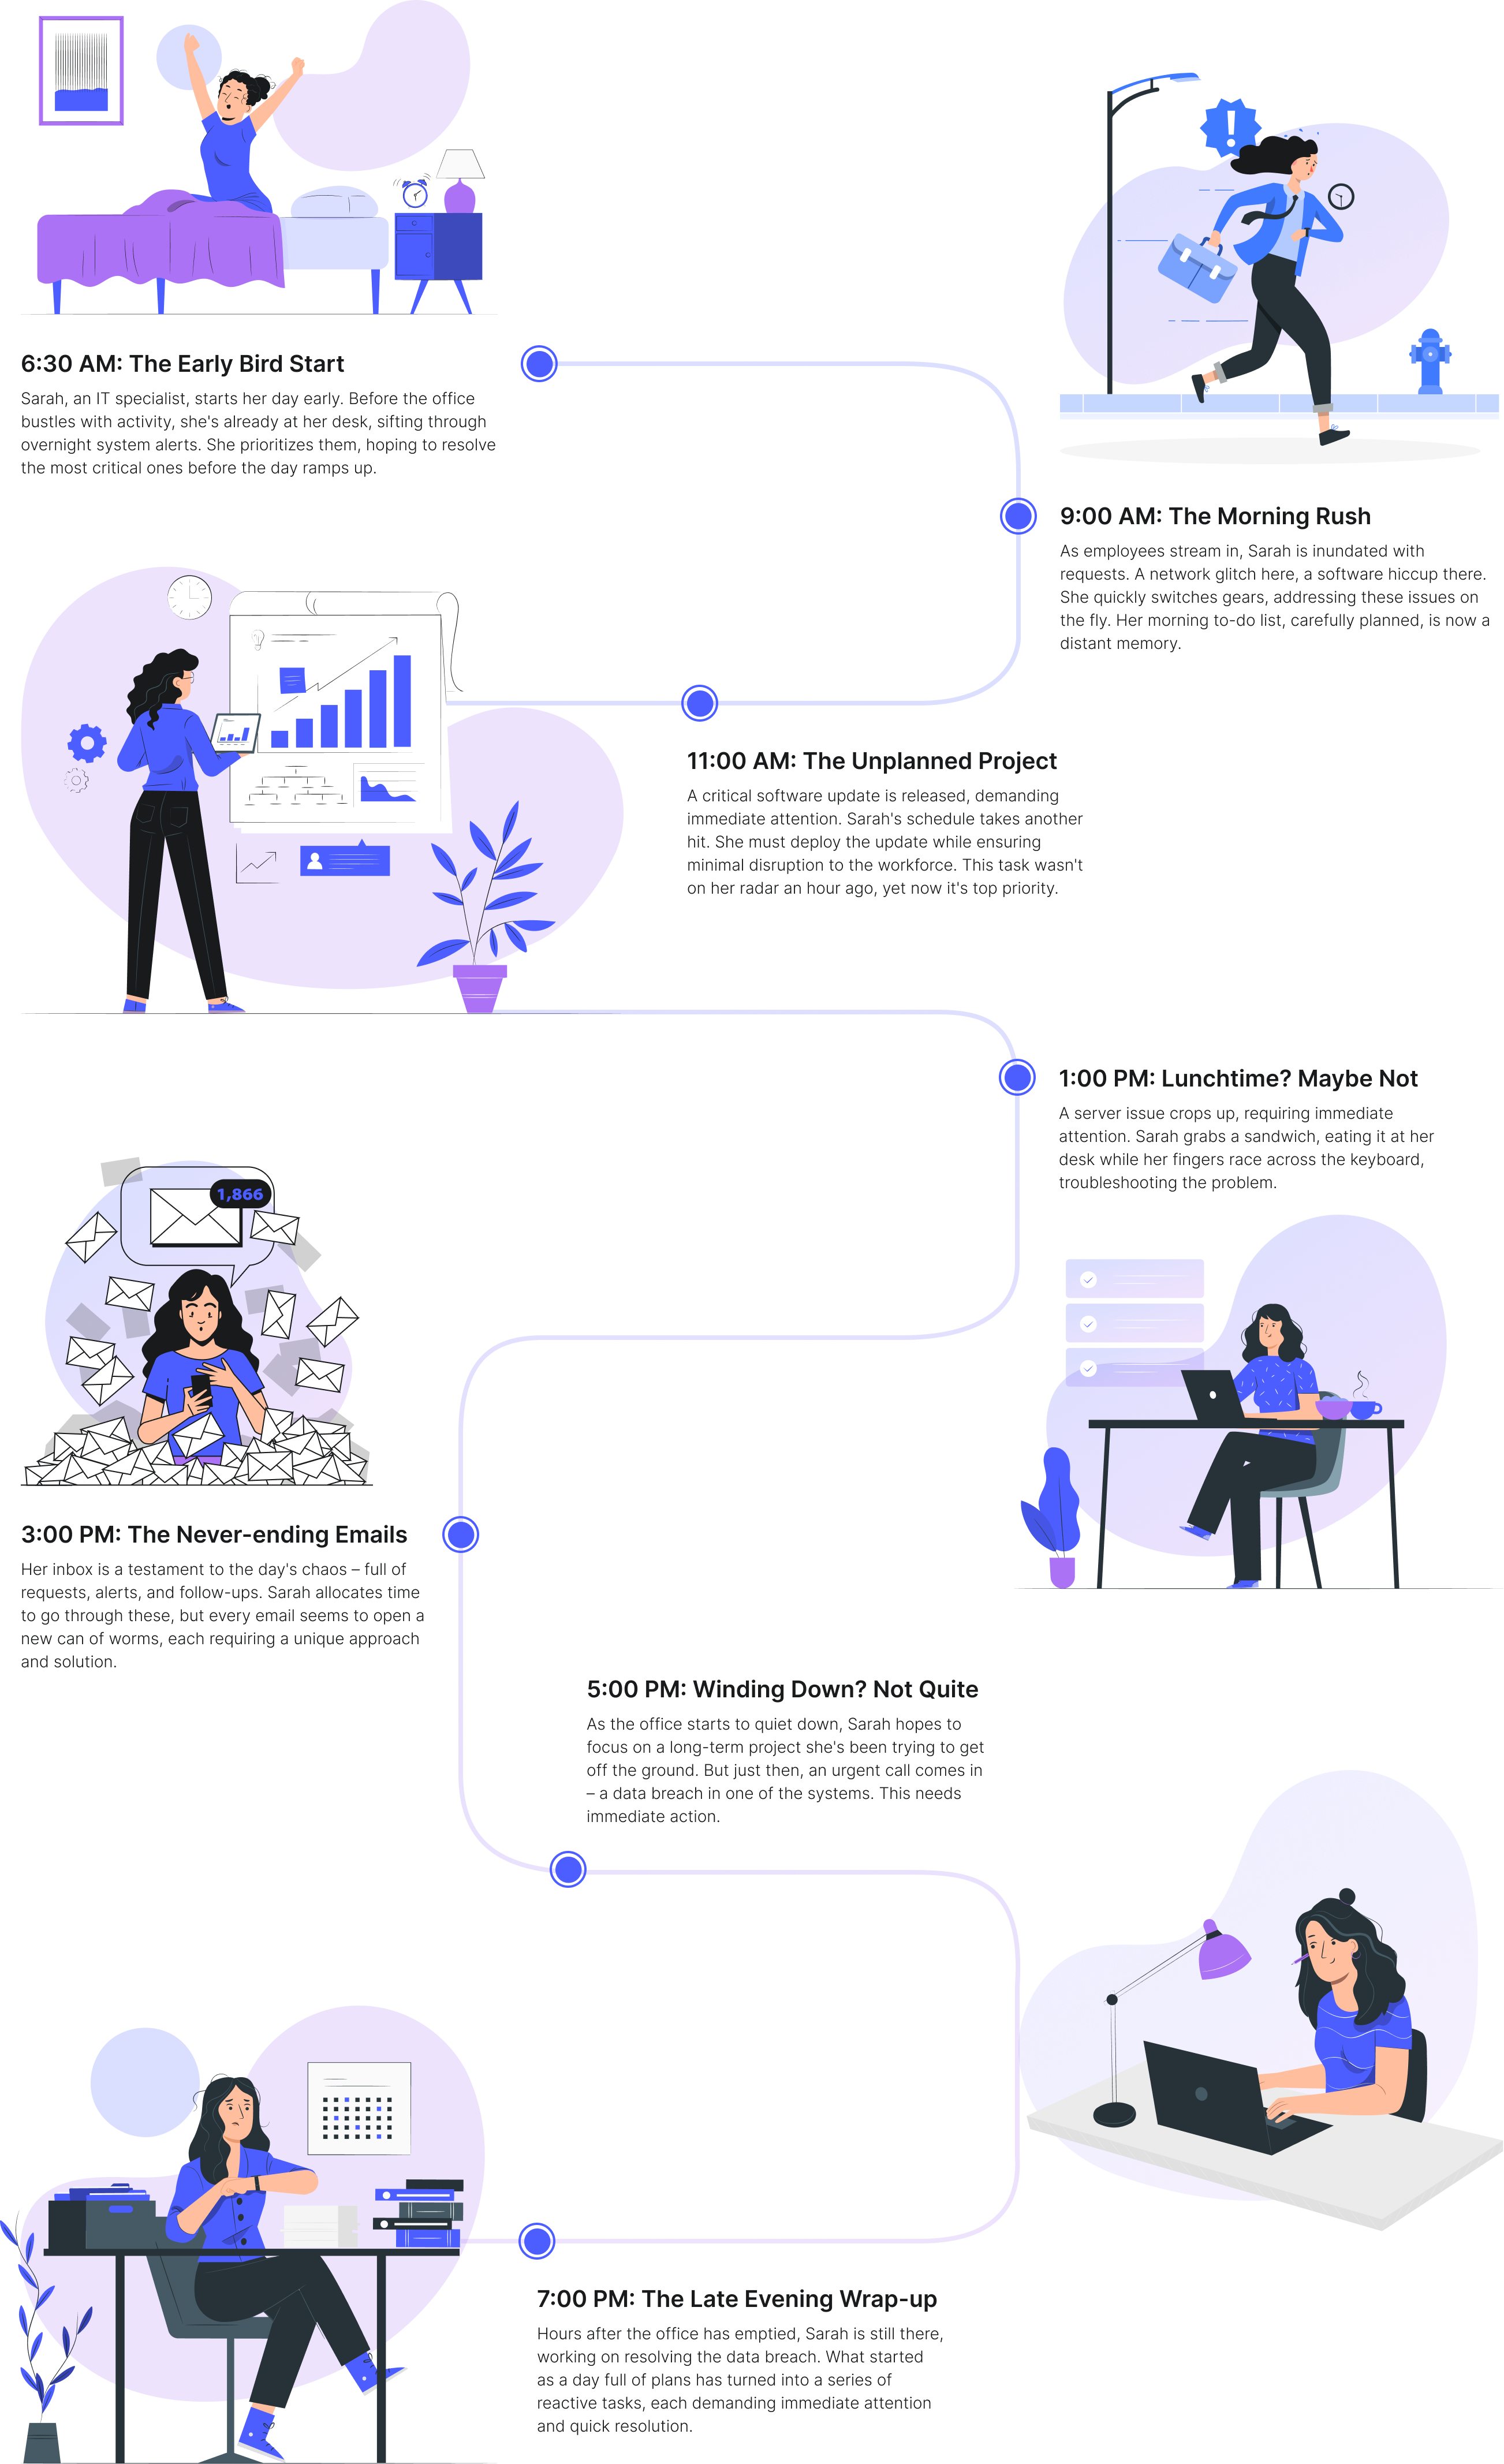 6:30 AM: The Early Bird Start
Sarah, an IT specialist, starts her day early. Before the office
bustles with activity, she's already at her desk, sifting through
overnight system alerts. She prioritizes them, hoping to resolve
the most critical ones before the day ramps up.
9:00 AM: The Morning Rush
As employees stream in, Sarah is inundated with
requests. A network glitch here, a software hiccup there.
She quickly switches gears, addressing these issues on
the fly. Her morning to-do list, carefully planned, is now a
distant memory.
11:00 AM: The Unplanned Project
A critical software update is released, demanding
immediate attention. Sarah's schedule takes another
hit. She must deploy the update while ensuring
minimal disruption to the workforce. This task wasn't
on her radar an hour ago, yet now it's top priority.
1:00 PM: Lunchtime? Maybe Not
A server issue crops up, requiring immediate
attention. Sarah grabs a sandwich, eating it at her
desk while her fingers race across the keyboard,
troubleshooting the problem.
1,866
3:00 PM: The Never-ending Emails
Her inbox is a testament to the day's chaos – full of
requests, alerts, and follow-ups. Sarah allocates time
to go through these, but every email seems to open a
new can of worms, each requiring a unique approach
and solution.
5:00 PM: Winding Down? Not Quite
As the office starts to quiet down, Sarah hopes to
focus on a long-term project she's been trying to get
off the ground. But just then, an urgent call comes in
– a data breach in one of the systems. This needs
immediate action.
7:00 PM: The Late Evening Wrap-up
Hours after the office has emptied, Sarah is still there,
working on resolving the data breach. What started
as a day full of plans has turned into a series of
reactive tasks, each demanding immediate attention
and quick resolution.